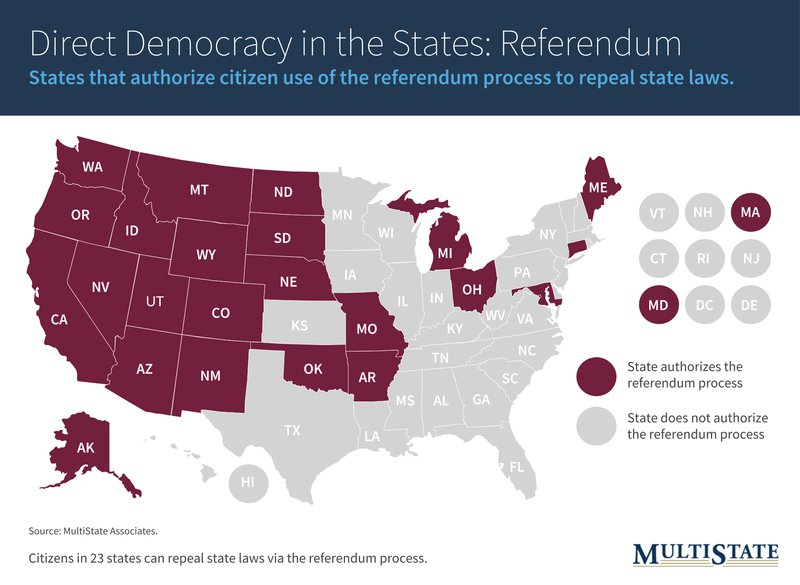 Direct Democracy in the States: Referendum
States that authorize citizen use of the referendum process to repeal state laws.
WA
MT
ND
ME
OR
ID
MN
VT
NH
MA
SD
WI
NY
WY
MI
CT
RI
NJ
NE
IA
PA
NV
UT
OH
MD
DC
DE
CO
IL
IN
CA
KS
MO
KY
WV
VA
AZ
NM
OK
AR
TN
NC
SC
MS
AL
GA
TX
LA
FL
AK
HI
State authorizes the
referendum process
State does not authorize
the referendum process
Source: MultiState Associates.
Citizens in 23 states can repeal state laws via the referendum process.
MULTISTATE